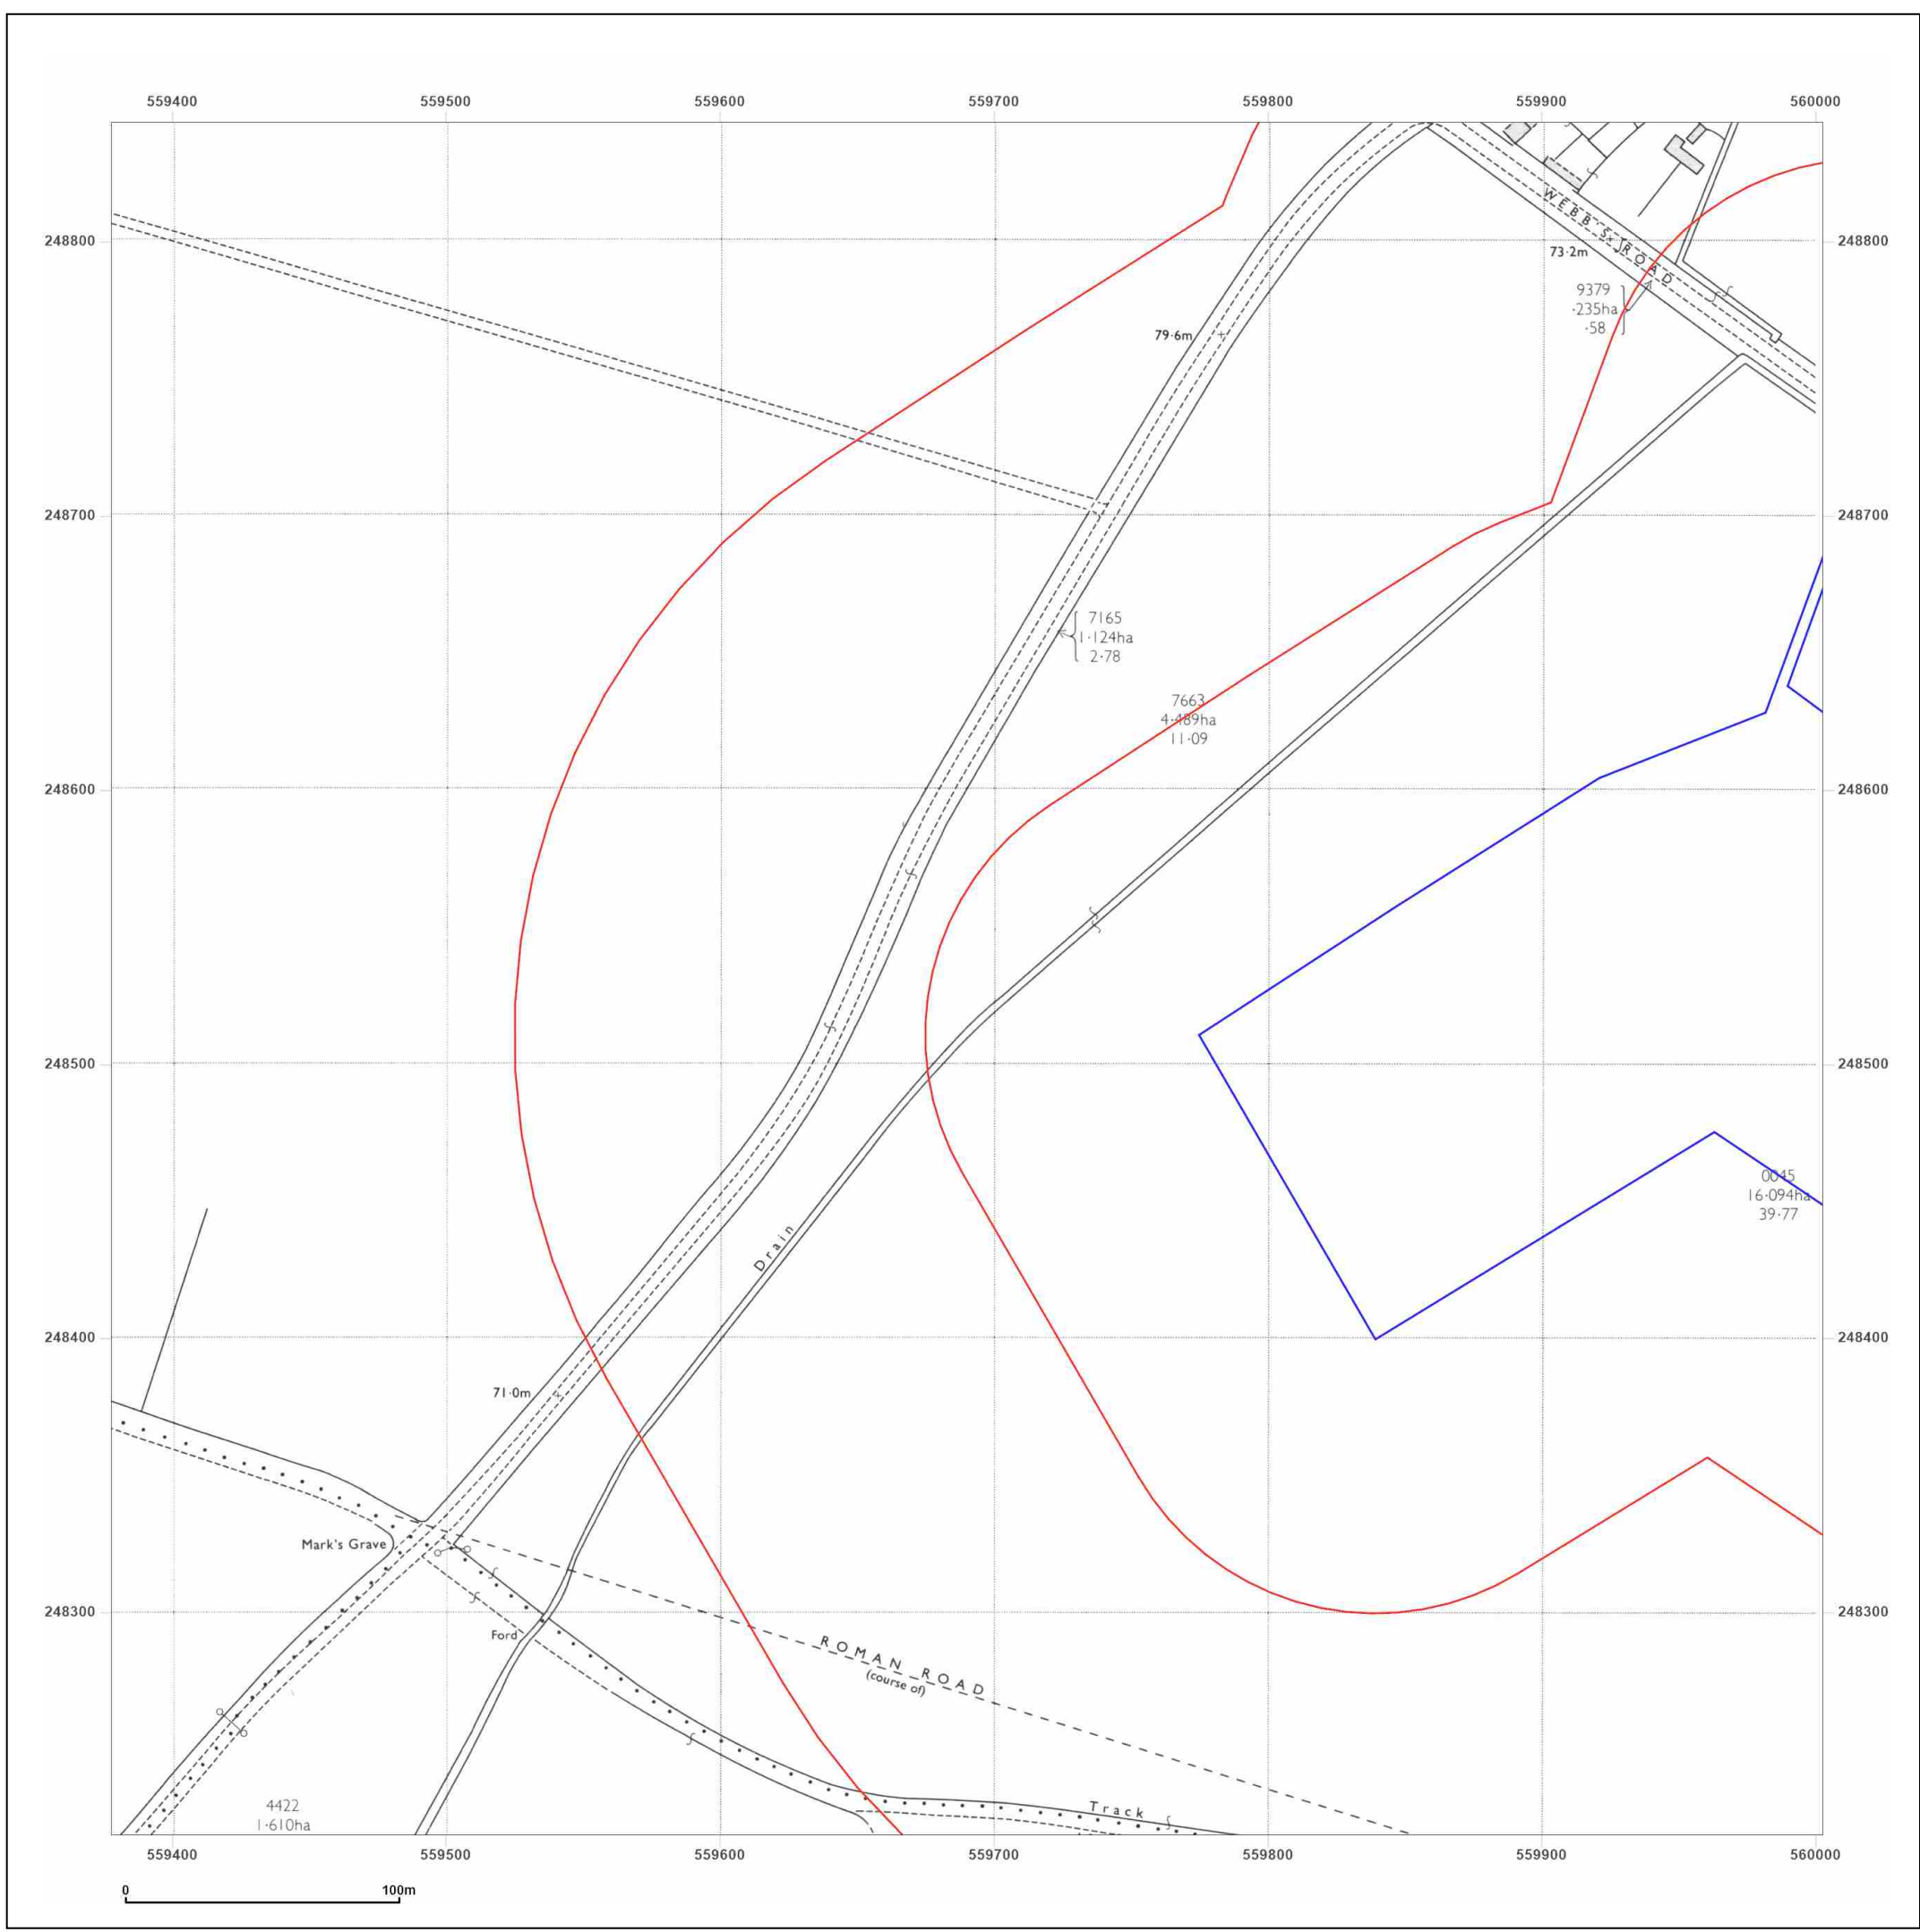 559400 559500 559600 559700 559800 559900 560000
WEBB'S ROAD
248800 248800
73·2m
9379
·235ha
·58
79·6m
248700 248700
7165
1·124ha
2·78
7663
4·489ha
11·09
248600 248600
248500 248500
0045
16·094ha
39·77
Drain
248400 248400
71·0m
Mark's Grave
248300 248300
Ford
ROMAN ROAD
(course of)
Track
4422
1·610ha
559400 559500 559600 559700 559800 559900 560000
0 100m